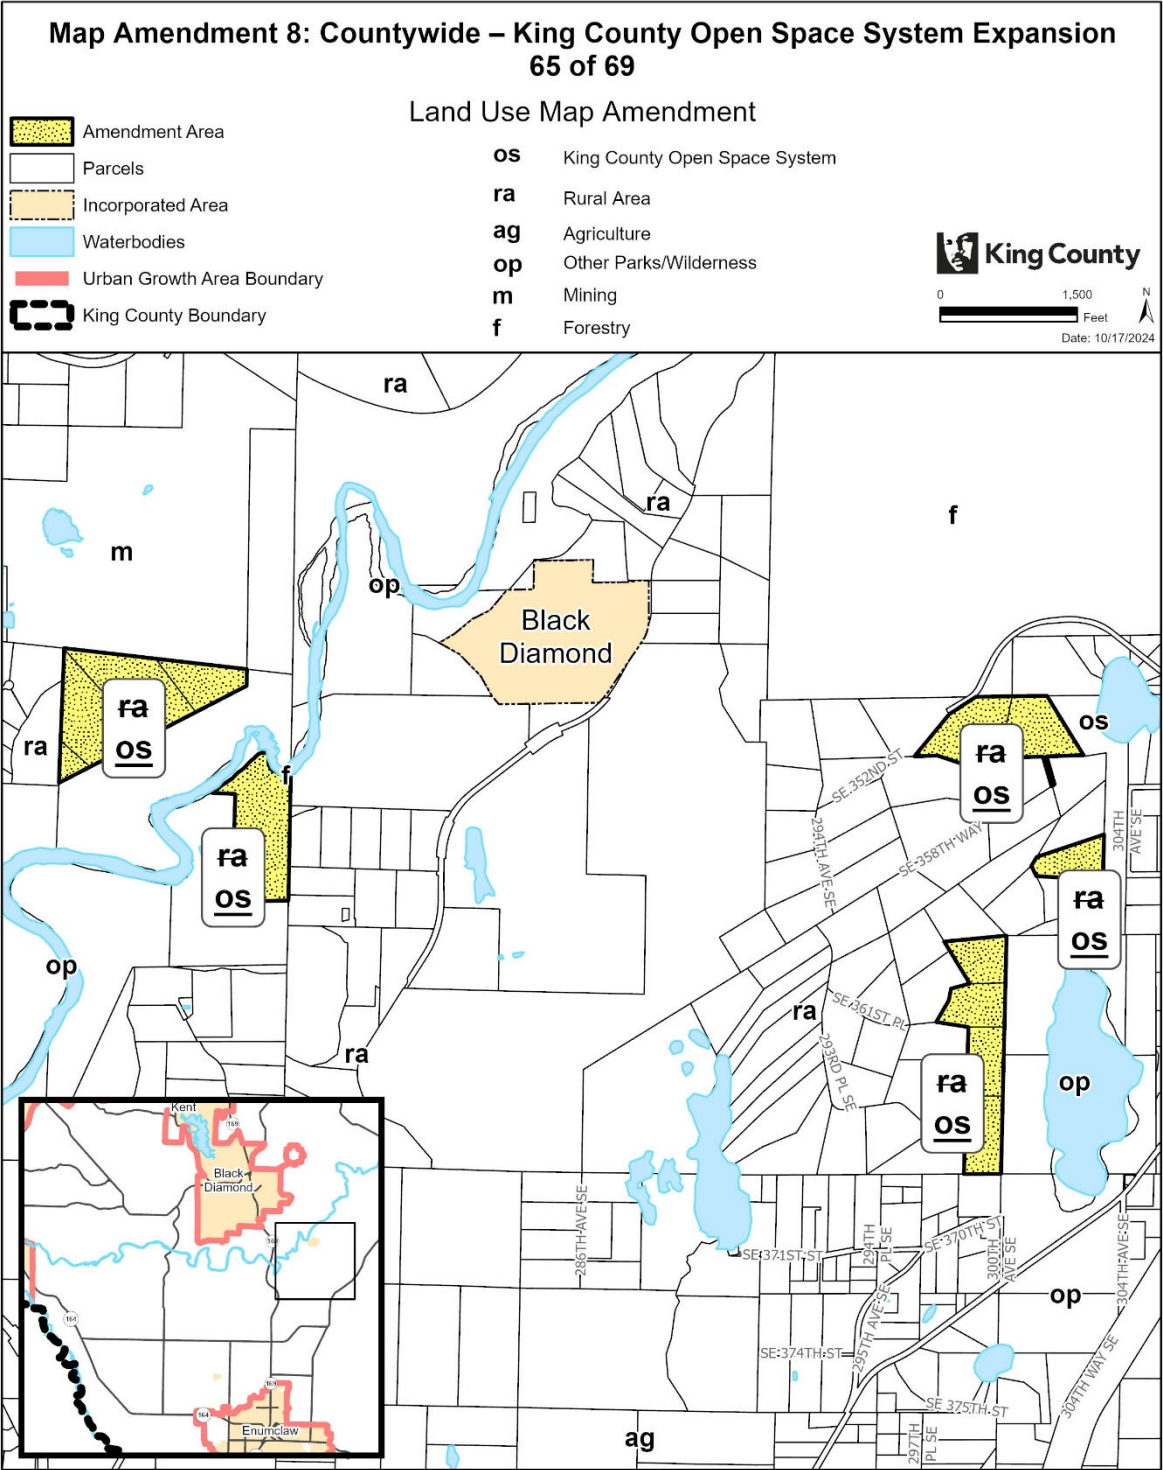 Map Amendment 8: Countywide – King County Open Space System Expansion
65 of 69
Land Use Map Amendment
Amendment Area
Parcels
Incorporated Area
Waterbodies
Urban Growth Area Boundary
King County Boundary
os King County Open Space System
ra Rural Area
ag Agriculture
op Other Parks/Wilderness
m Mining
f Forestry
King County
0 1,500
Feet
N
Date: 10/17/2024
ra
ra
f
m
op
Black
Diamond
ra
os
ra
os
ra
os
f
SE 352ND ST
ra
os
294TH AVE SE
SE 358TH WAY
304TH
AVE SE
ra
os
ra
os
op
ra
SE 361ST PL
293RD PL SE
ra
ra
os
op
Kent
169
Black
Diamond
169
164
169
164
Enumclaw
286TH AVE SE
SE 371ST ST
294TH
PL SE
SE 370TH ST
300TH
AVE SE
304TH AVE SE
op
295TH AVE SE
SE 374TH ST
304TH WAY SE
SE 375TH ST
297TH
PL SE
ag